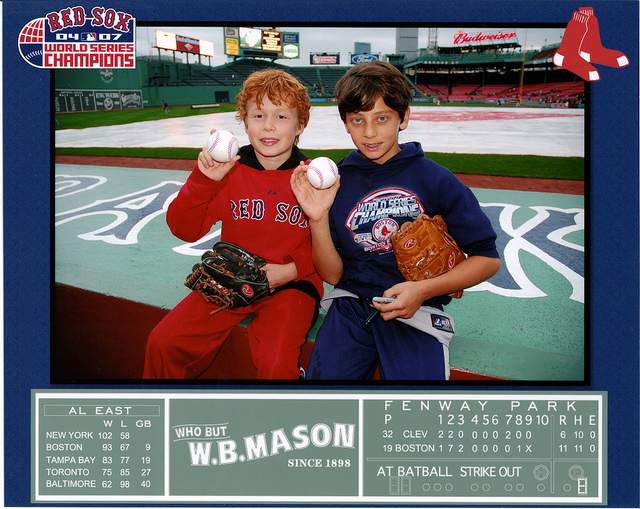 RED SOX
04 07
WORLD SERIES
CHAMPIONS
Budweiser
RED SO
WORLD SERIES
CHAMPIONS
AL EAST
W L GB
NEW YORK 102 58
BOSTON 93 67 9
TAMPA BAY 83 77 19
TORONTO 75 85 27
BALTIMORE 62 98 40
WHO BUT
W.B.MASON
SINCE 1898
FENWAY PARK
P 1 2 3 4 5 6 7 8 9 10 R H E
32 CLEV 2 2 0 0 0 0 2 0 0 6 10 0
19 BOSTON 1 7 2 0 0 0 0 1 X 11 11 0
AT BAT BALL STRIKE OUT